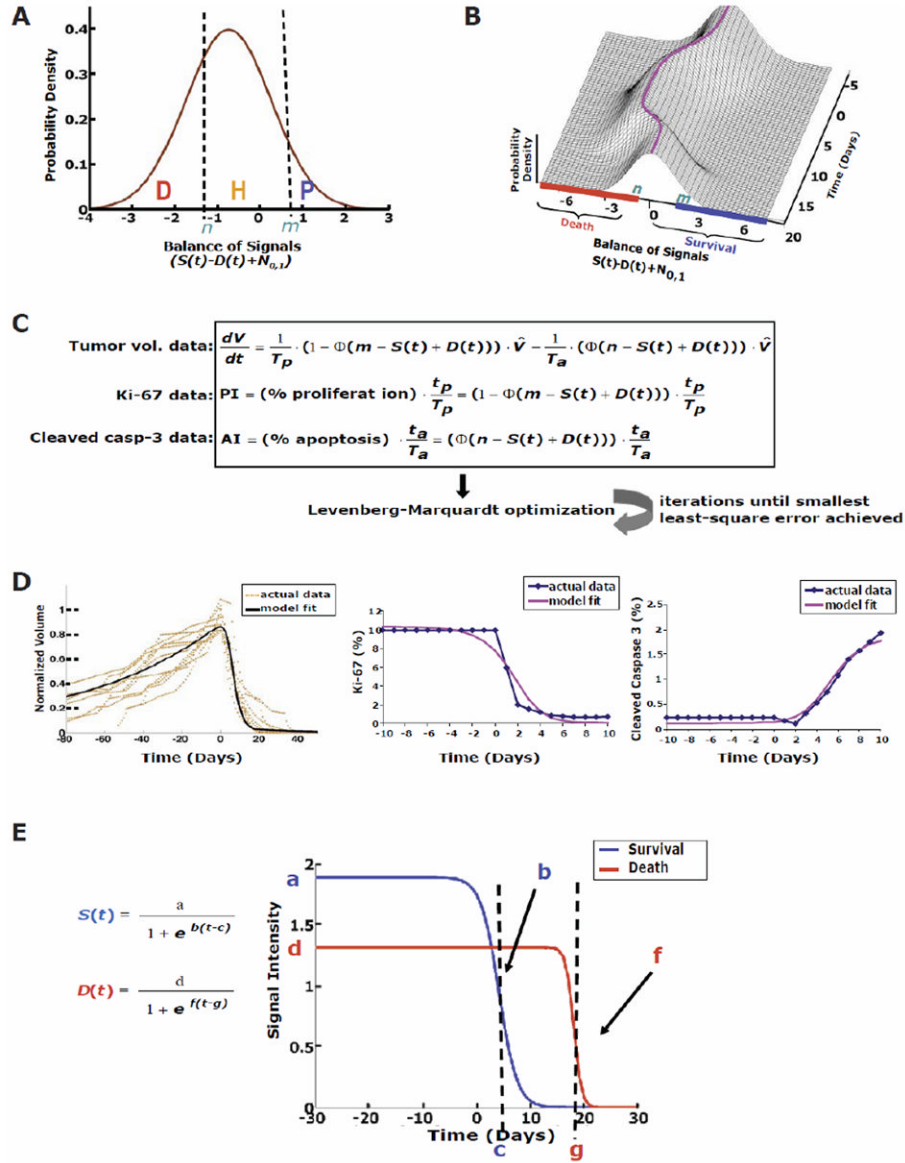 A
Probability Density
0.4
0.3
0.2
0.1
0
D
H
P
-4 -3 -2 -1 0 1 2 3
n
m
Balance of Signals
(S(t)-D(t)+N0,1)
B
Probability
Density
-5
0
5
10
15
20
Time (Days)
n
m
-6 -3 0 3 6
Death
Survival
Balance of Signals
S(t)-D(t)+N0,1
C
Tumor vol. data: dV/dt = 1/Tp · (1 − Φ(m − S(t) + D(t))) · V̂ − 1/Ta · (Φ(n − S(t) + D(t))) · V̂
Ki-67 data: PI = (% proliferat ion) · tp/Tp = (1 − Φ(m − S(t) + D(t))) · tp/Tp
Cleaved casp-3 data: AI = (% apoptosis) · ta/Ta = (Φ(n − S(t) + D(t))) · ta/Ta
Levenberg-Marquardt optimization
iterations until smallest
least-square error achieved
D
actual data
model fit
Normalized Volume
1
0.8
0.6
0.4
0.2
0
-80 -60 -40 -20 0 20 40
Time (Days)
actual data
model fit
Ki-67 (%)
12
10
8
6
4
2
0
-10 -8 -6 -4 -2 0 2 4 6 8 10
Time (Days)
actual data
model fit
Cleaved Caspase 3 (%)
2.5
2
1.5
1
0.5
0
-10 -8 -6 -4 -2 0 2 4 6 8 10
Time (Days)
E
S(t) = a / 1 + e b(t-c)
D(t) = d / 1 + e f(t-g)
Survival
Death
Signal Intensity
2
1.5
1
0.5
0
a
d
b
f
-30 -20 -10 0 10 20 30
Time (Days)
c
g